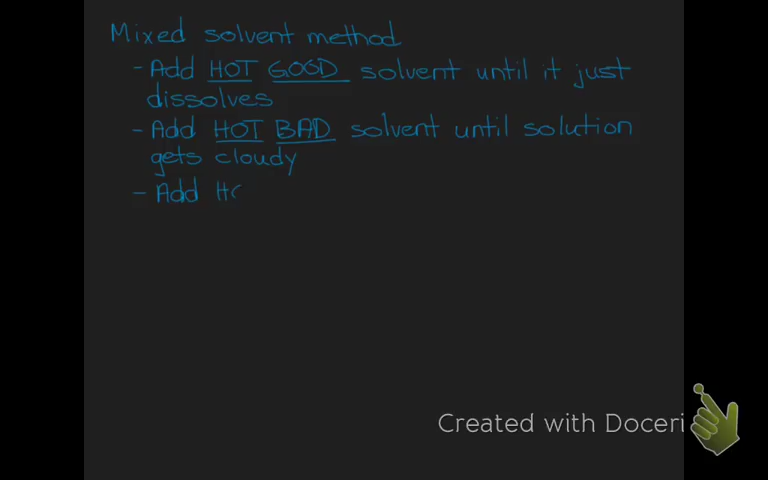 Mixed solvent method
- Add HOT GOOD solvent until it just
dissolves
- Add HOT BAD solvent until solution
gets cloudy
- Add
Created with Doceri